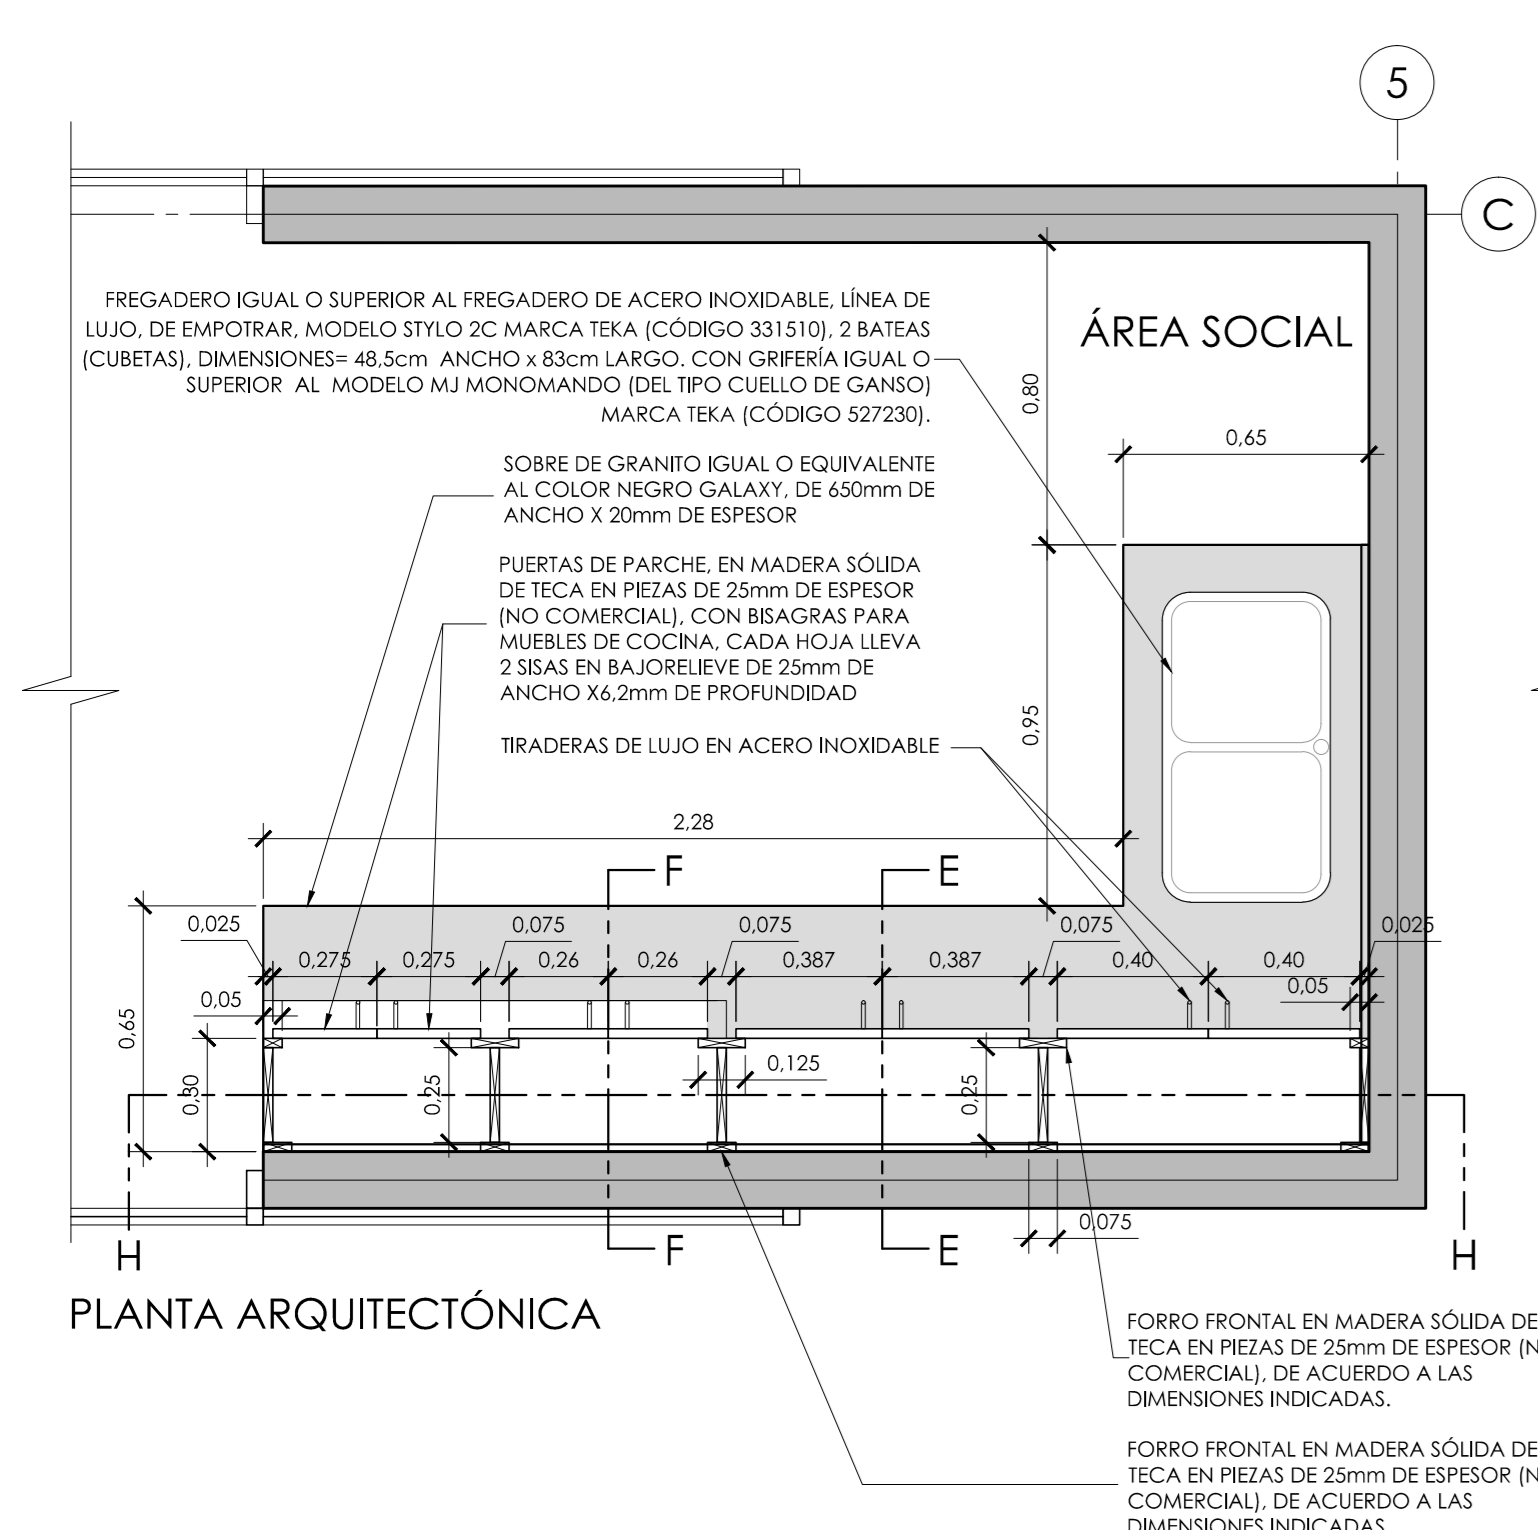 5
C
FREGADERO IGUAL O SUPERIOR AL FREGADERO DE ACERO INOXIDABLE, LÍNEA DE
LUJO, DE EMPOTRAR, MODELO STYLO 2C MARCA TEKA (CÓDIGO 331510), 2 BATEAS
(CUBETAS), DIMENSIONES= 48,5cm ANCHO x 83cm LARGO. CON GRIFERÍA IGUAL O
SUPERIOR AL MODELO MJ MONOMANDO (DEL TIPO CUELLO DE GANSO)
MARCA TEKA (CÓDIGO 527230).
ÁREA SOCIAL
0,80
0,65
SOBRE DE GRANITO IGUAL O EQUIVALENTE
AL COLOR NEGRO GALAXY, DE 650mm DE
ANCHO X 20mm DE ESPESOR
PUERTAS DE PARCHE, EN MADERA SÓLIDA
DE TECA EN PIEZAS DE 25mm DE ESPESOR
(NO COMERCIAL), CON BISAGRAS PARA
MUEBLES DE COCINA, CADA HOJA LLEVA
2 SISAS EN BAJORELIEVE DE 25mm DE
ANCHO X6,2mm DE PROFUNDIDAD
0,95
TIRADERAS DE LUJO EN ACERO INOXIDABLE
2,28
F
E
0,025
0,075
0,075
0,075
0,025
0,275
0,275
0,26
0,26
0,387
0,387
0,40
0,40
0,05
0,05
0,65
0,30
0,25
0,125
0,25
0,075
H
F
E
H
PLANTA ARQUITECTÓNICA
FORRO FRONTAL EN MADERA SÓLIDA DE
TECA EN PIEZAS DE 25mm DE ESPESOR (N
COMERCIAL), DE ACUERDO A LAS
DIMENSIONES INDICADAS.
FORRO FRONTAL EN MADERA SÓLIDA DE
TECA EN PIEZAS DE 25mm DE ESPESOR (N
COMERCIAL), DE ACUERDO A LAS
DIMENSIONES INDICADAS